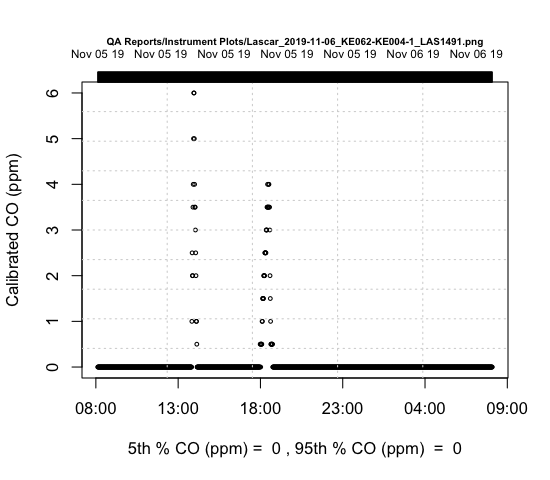 QA Reports/Instrument Plots/Lascar_2019-11-06_KE062-KE004-1_LAS1491.png
Nov 05 19 Nov 05 19 Nov 05 19 Nov 05 19 Nov 05 19 Nov 06 19 Nov 06 19
Calibrated CO (ppm)
6
5
4
3
2
1
0
08:00 13:00 18:00 23:00 04:00 09:00
5th % CO (ppm) = 0 , 95th % CO (ppm) = 0